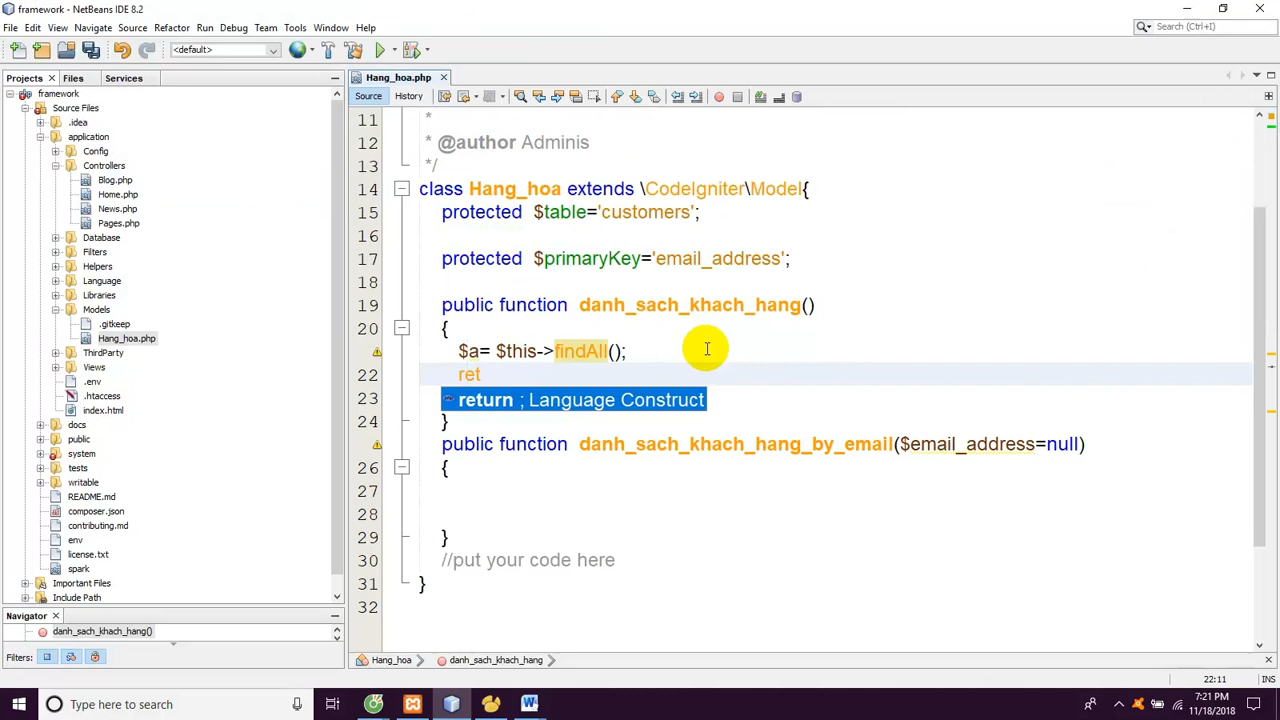 framework - NetBeans IDE 8.2
File Edit View Navigate Source Refactor Run Debug Team Tools Window Help
Search (Ctrl+I)
<default>
Projects Files Services
framework
Source Files
.idea
application
Config
Controllers
Blog.php
Home.php
News.php
Pages.php
Database
Filters
Helpers
Language
Libraries
Models
.gitkeep
Hang_hoa.php
ThirdParty
Views
.env
.htaccess
index.html
docs
public
system
tests
writable
README.md
composer.json
contributing.md
env
license.txt
spark
Important Files
Include Path
Navigator
danh_sach_khach_hang()
Filters:
Hang_hoa.php
Source History
11 *
12 * @author Adminis
13 */
14 class Hang_hoa extends \CodeIgniter\Model{
15 protected $table='customers';
16
17 protected $primaryKey='email_address';
18
19 public function danh_sach_khach_hang()
20 {
$a= $this->findAll();
22 ret
23 return ; Language Construct
24 }
public function danh_sach_khach_hang_by_email($email_address=null)
26 {
27
28
29 }
30 //put your code here
31 }
32
Hang_hoa danh_sach_khach_hang
22:11 INS
Type here to search
7:21 PM
11/18/2018